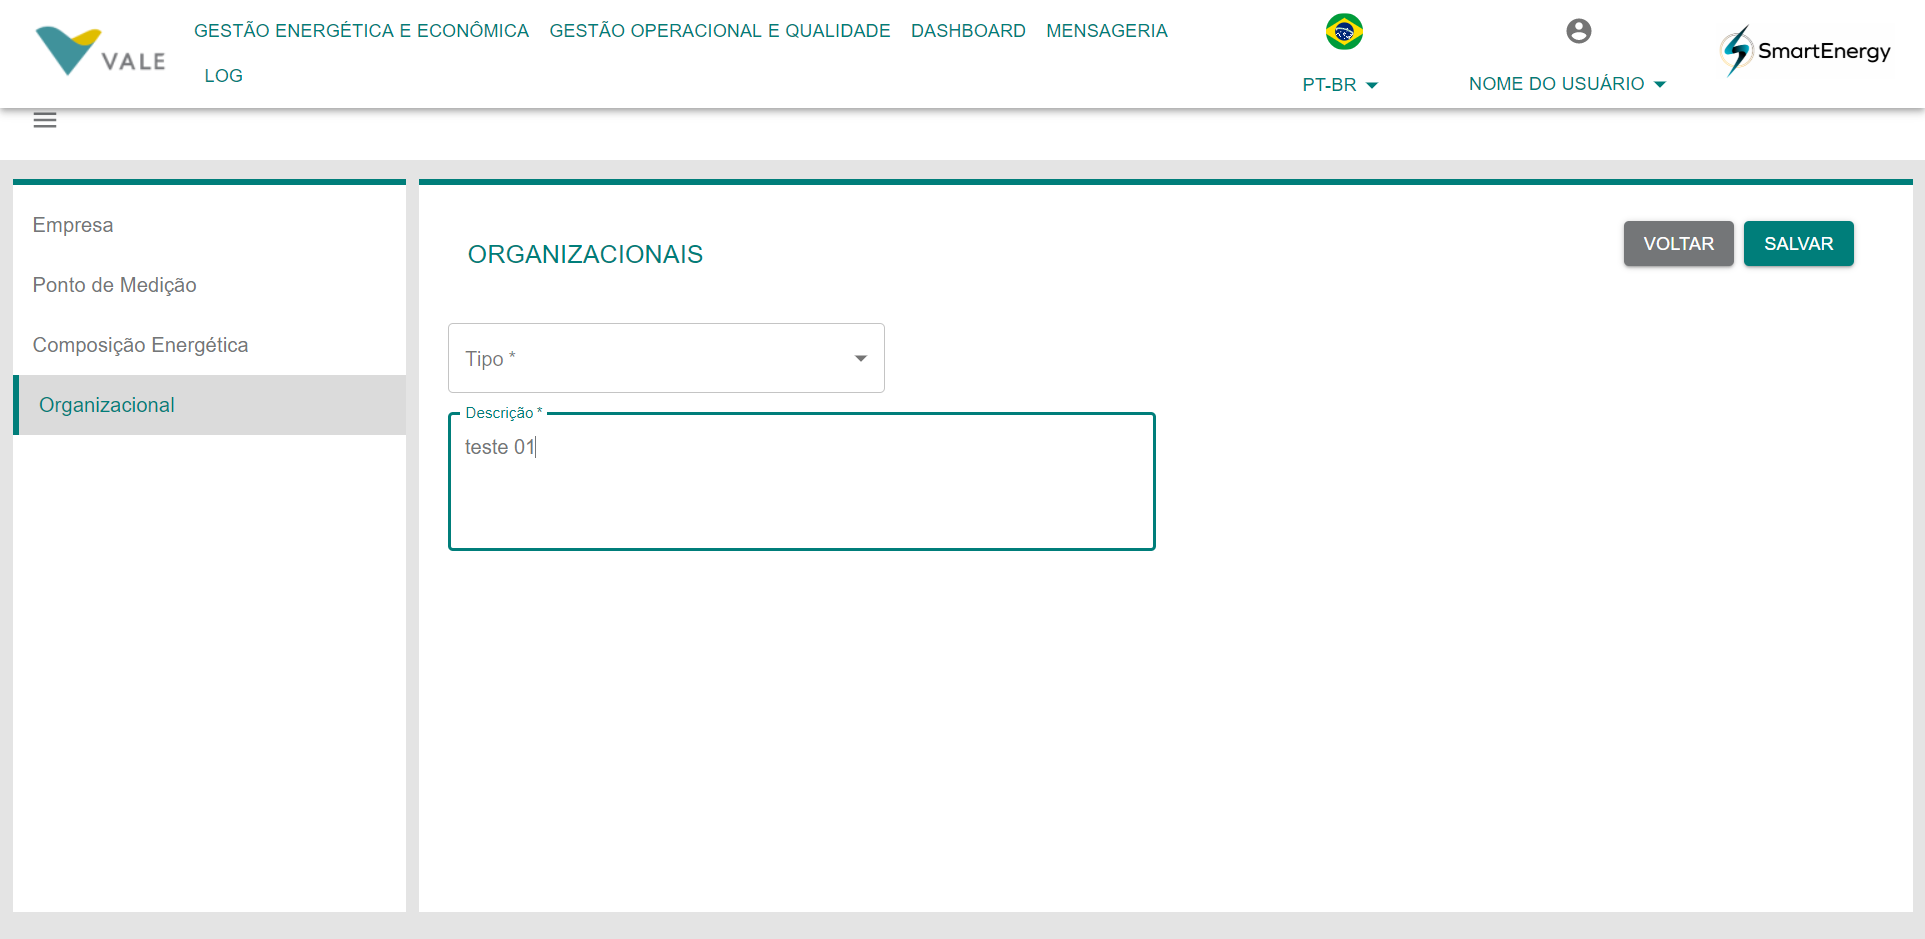 VALE
GESTÃO ENERGÉTICA E ECONÔMICA GESTÃO OPERACIONAL E QUALIDADE DASHBOARD MENSAGERIA
LOG
PT-BR
NOME DO USUÁRIO
SmartEnergy
Empresa
Ponto de Medição
Composição Energética
Organizacional
ORGANIZACIONAIS
VOLTAR
SALVAR
Tipo *
Descrição *
teste 01